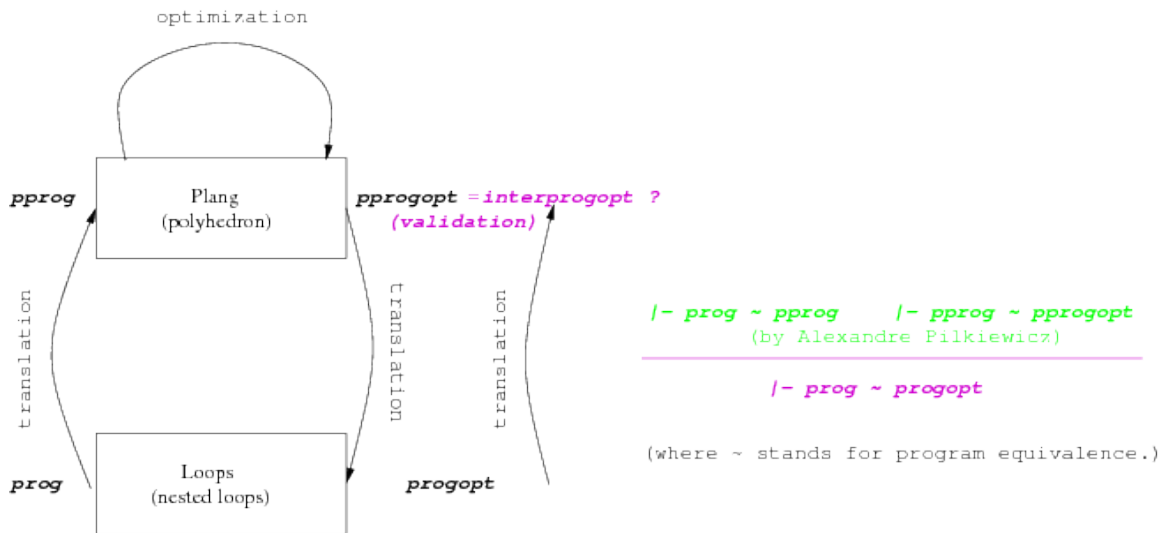 optimization
pprog
Plang
(polyhedron)
pprogopt = interprogopt ?
(validation)
translation
translation
translation
|- prog ~ pprog |- pprog ~ pprogopt
(by Alexandre Pilkiewicz)
|- prog ~ progopt
(where ~ stands for program equivalence.)
prog
Loops
(nested loops)
progopt